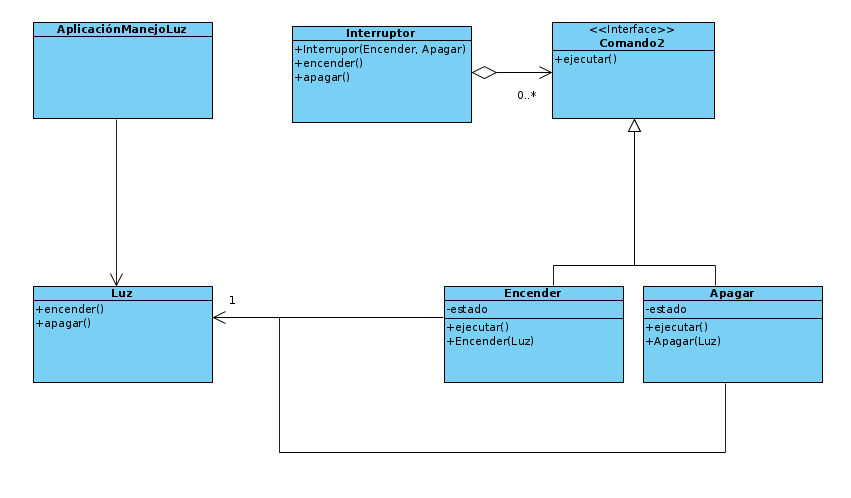 AplicaciónManejoLuz
Interruptor
+Interrupor(Encender, Apagar)
+encender()
+apagar()
<<Interface>>
Comando2
+ejecutar()
0..*
Luz
+encender()
+apagar()
1
Encender
-estado
+ejecutar()
+Encender(Luz)
Apagar
-estado
+ejecutar()
+Apagar(Luz)